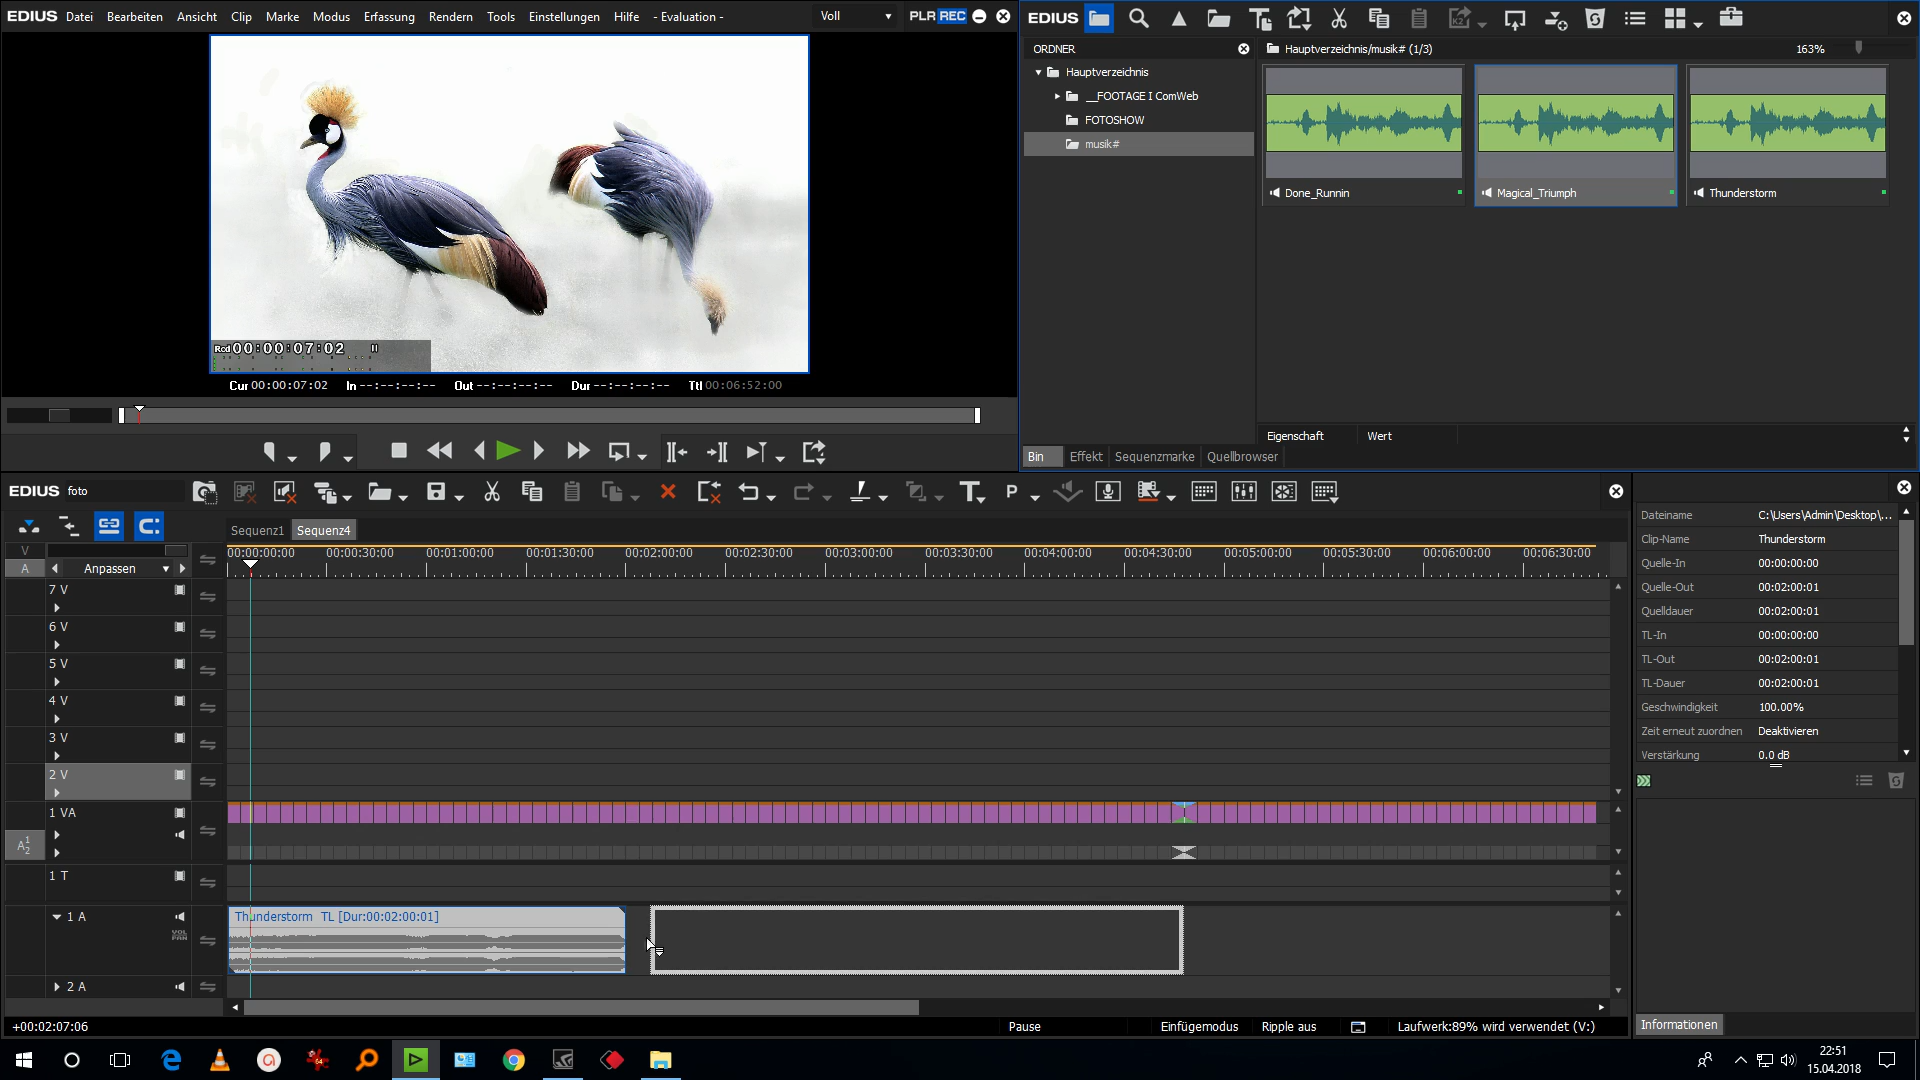 EDIUS Datei Bearbeiten Ansicht Clip Marke Modus Erfassung Rendern Tools Einstellungen Hilfe - Evaluation - Voll PLR REC
Rcd 00:00:07:02
Cur 00:00:07:02 In --:--:--:-- Out --:--:--:-- Dur --:--:--:-- Ttl 00:06:52:00
EDIUS
ORDNER
Hauptverzeichnis/musik# (1/3) 163%
Hauptverzeichnis
__FOOTAGE I ComWeb
FOTOSHOW
musik#
Done_Runnin
Magical_Triumph
Thunderstorm
Eigenschaft Wert
Bin Effekt Sequenzmarke Quellbrowser
EDIUS foto
Sequenz1 Sequenz4
V
A
Anpassen
00:00:00:00 00:00:30:00 00:01:00:00 00:01:30:00 00:02:00:00 00:02:30:00 00:03:00:00 00:03:30:00 00:04:00:00 00:04:30:00 00:05:00:00 00:05:30:00 00:06:00:00 00:06:30:00
7 V
6 V
5 V
4 V
3 V
2 V
1 VA
A 1 2
1 T
1 A
VOL
PAN
Thunderstorm TL [Dur:00:02:00:01]
2 A
+00:02:07:06
Pause Einfügemodus Ripple aus Laufwerk:89% wird verwendet (V:)
Dateiname C:\Users\Admin\Desktop\...
Clip-Name Thunderstorm
Quelle-In 00:00:00:00
Quelle-Out 00:02:00:01
Quelldauer 00:02:00:01
TL-In 00:00:00:00
TL-Out 00:02:00:01
TL-Dauer 00:02:00:01
Geschwindigkeit 100.00%
Zeit erneut zuordnen Deaktivieren
Verstärkung 0.0 dB
Informationen
22:51
15.04.2018